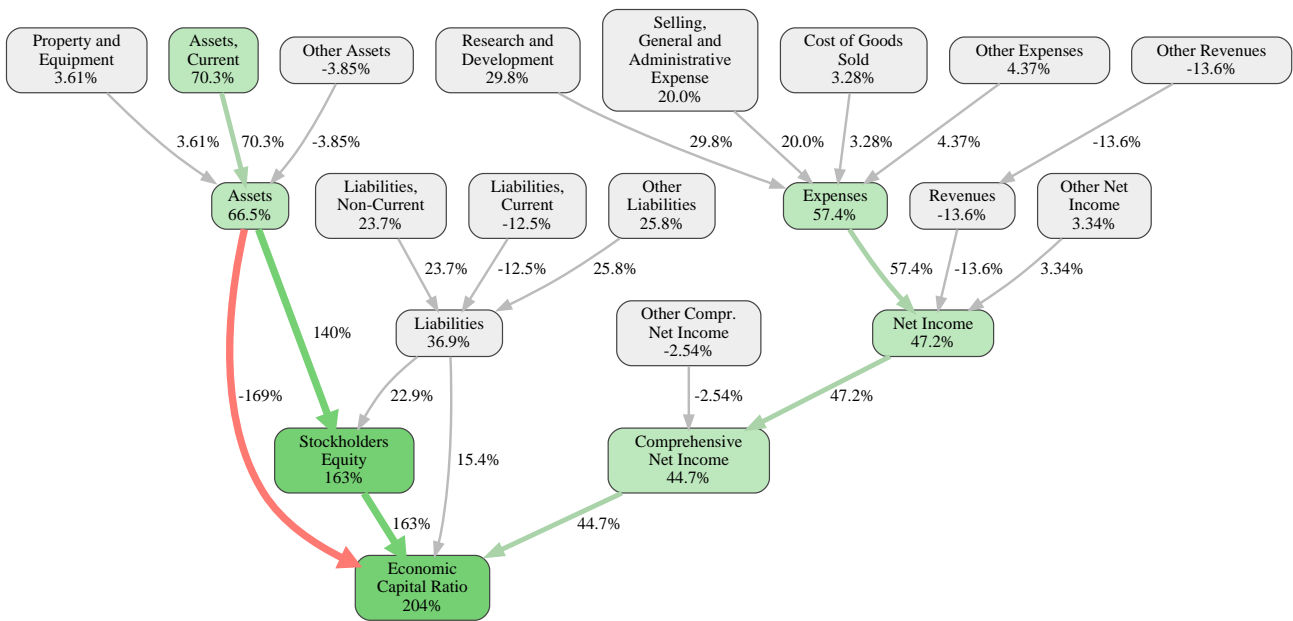 Property and
Equipment
3.61%
Assets,
Current
70.3%
Other Assets
-3.85%
Research and
Development
29.8%
Selling,
General and
Administrative
Expense
20.0%
Cost of Goods
Sold
3.28%
Other Expenses
4.37%
Other Revenues
-13.6%
3.61%
70.3%
-3.85%
29.8%
20.0%
3.28%
4.37%
-13.6%
Assets
66.5%
Liabilities,
Non-Current
23.7%
Liabilities,
Current
-12.5%
Other
Liabilities
25.8%
Expenses
57.4%
Revenues
-13.6%
Other Net
Income
3.34%
23.7%
-12.5%
25.8%
57.4%
-13.6%
3.34%
140%
Liabilities
36.9%
Other Compr.
Net Income
-2.54%
Net Income
47.2%
-169%
22.9%
-2.54%
47.2%
Stockholders
Equity
163%
15.4%
Comprehensive
Net Income
44.7%
163%
44.7%
Economic
Capital Ratio
204%